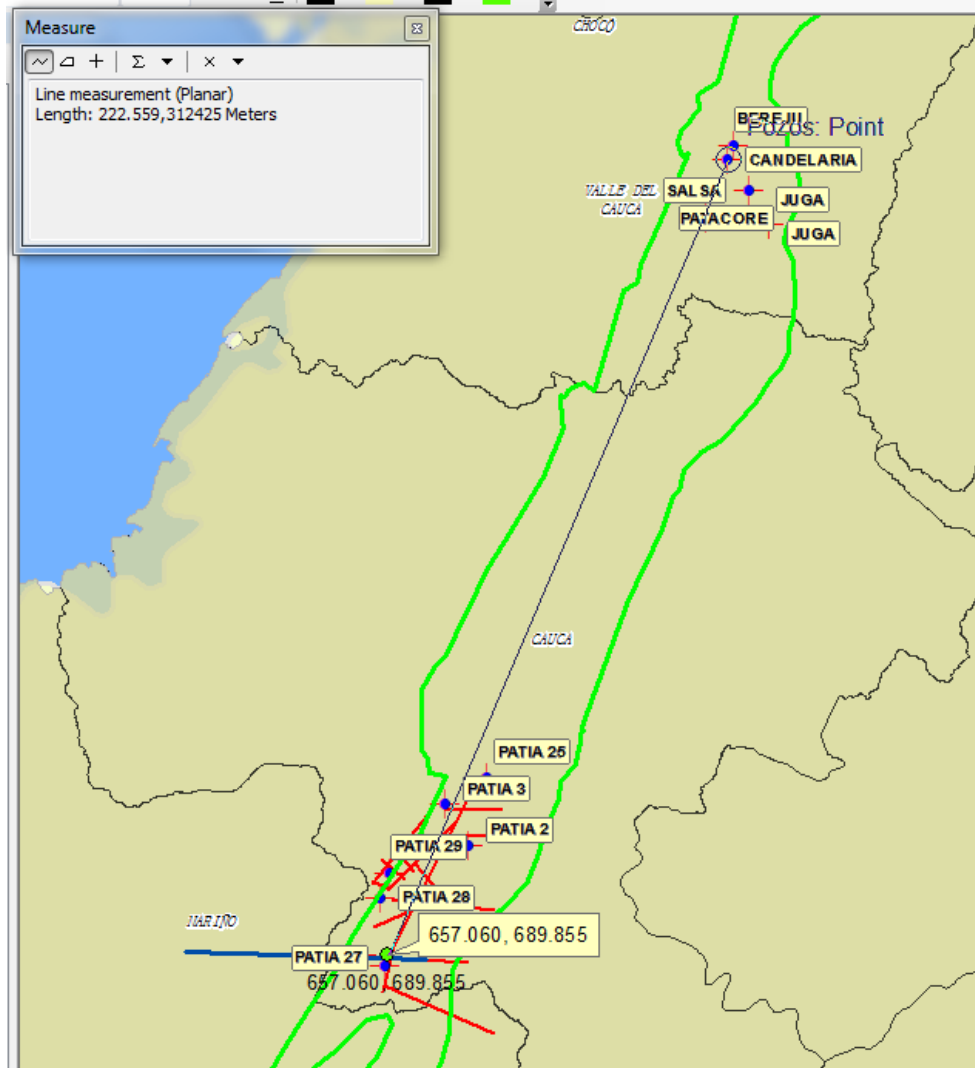 Measure
Line measurement (Planar)
Length: 222.559,312425 Meters
CHOCO
BEREJU
Pozos: Point
CANDELARIA
VALLE DEL
CAUCA
SALSA
JUGA
PATACORE
JUGA
CAUCA
PATIA 25
PATIA 3
PATIA 2
PATIA 29
PATIA 28
NARIÑO
657.060, 689.855
PATIA 27
657.060, 689.855